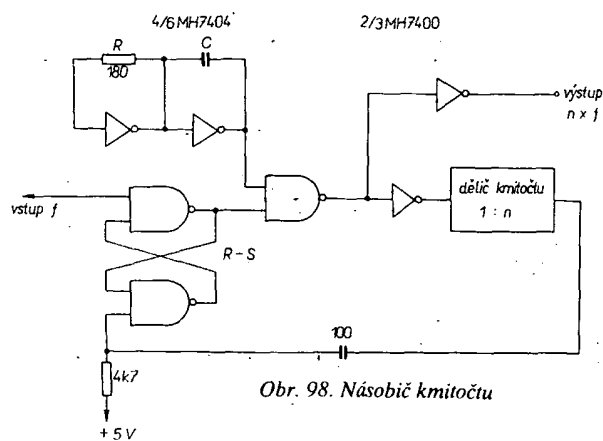 4/6 MH7404
2/3 MH7400
R
180
C
výstup
n x f
dělič kmitočtu
1 : n
vstup f
R-S
100
4k7
+ 5 V
Obr. 98. Násobič kmitočtu